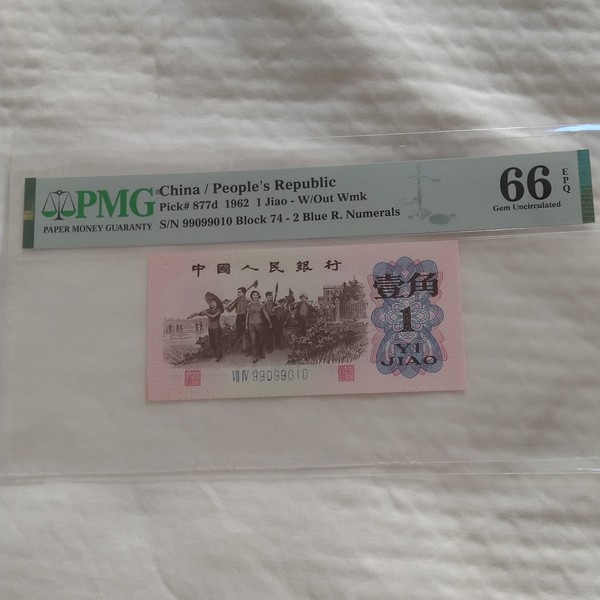 PMG
PAPER MONEY GUARANTY
China / People's Republic
Pick# 877d 1962 1 Jiao - W/Out Wmk
S/N 99099010 Block 74 - 2 Blue R. Numerals
66
EPQ
Gem Uncirculated
中國人民銀行
壹角
1
YI
JIAO
VII IV 99099010